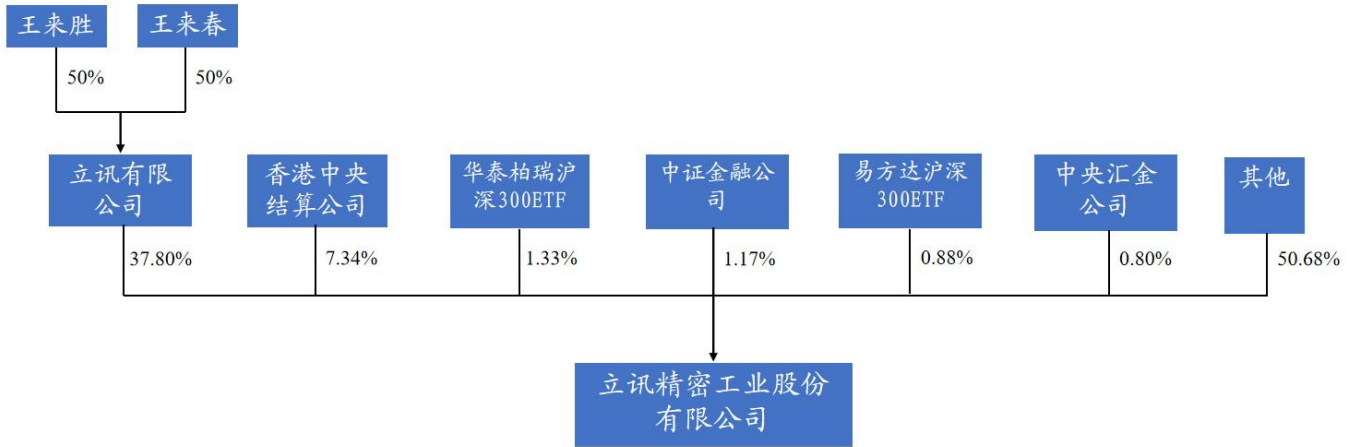 王来胜
王来春
50%
50%
立讯有限
公司
香港中央
结算公司
华泰柏瑞沪
深300ETF
中证金融公
司
易方达沪深
300ETF
中央汇金
公司
其他
37.80%
7.34%
1.33%
1.17%
0.88%
0.80%
50.68%
立讯精密工业股份
有限公司